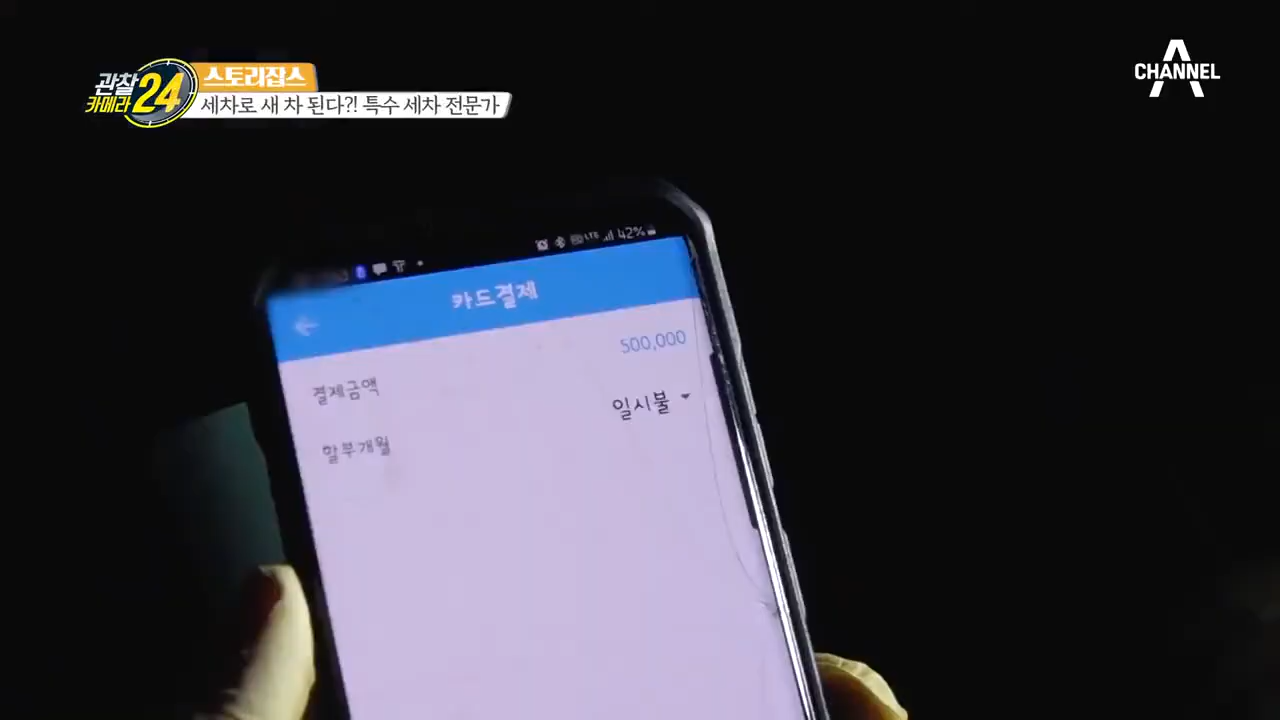 관찰
카메라
24
스토리잡스
세차로 새 차 된다?! 특수 세차 전문가
CHANNEL
LTE
42%
카드결제
500,000
결제금액
일시불
할부개월